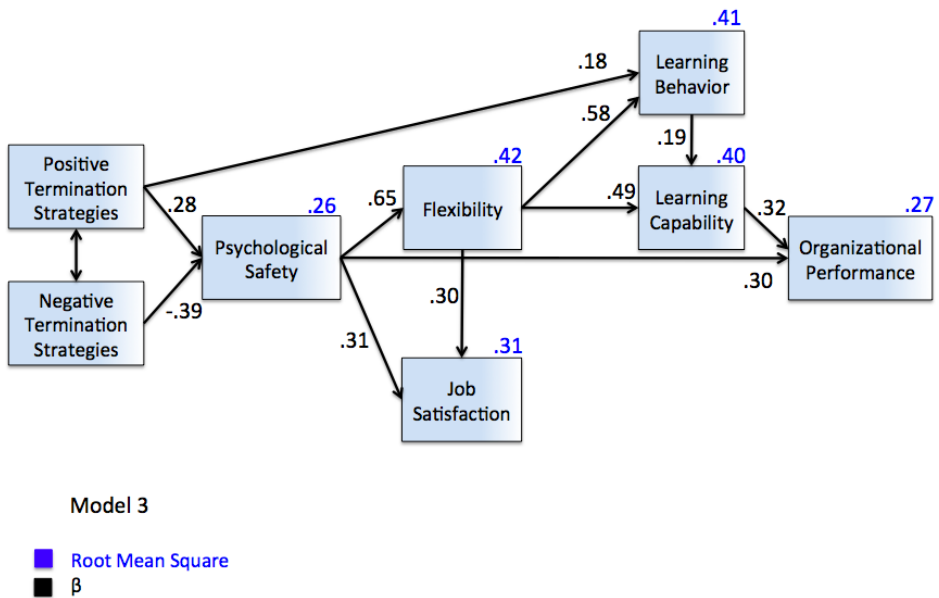 .41
Learning
Behavior
.18
.58
.19
Positive
Termination
Strategies
.42
.40
.28
.26
.65
Flexibility
.49
Learning
Capability
.32
.27
Psychological
Safety
Organizational
Performance
Negative
Termination
Strategies
-.39
.30
.30
.31
.31
Job
Satisfaction
Model 3
Root Mean Square
β